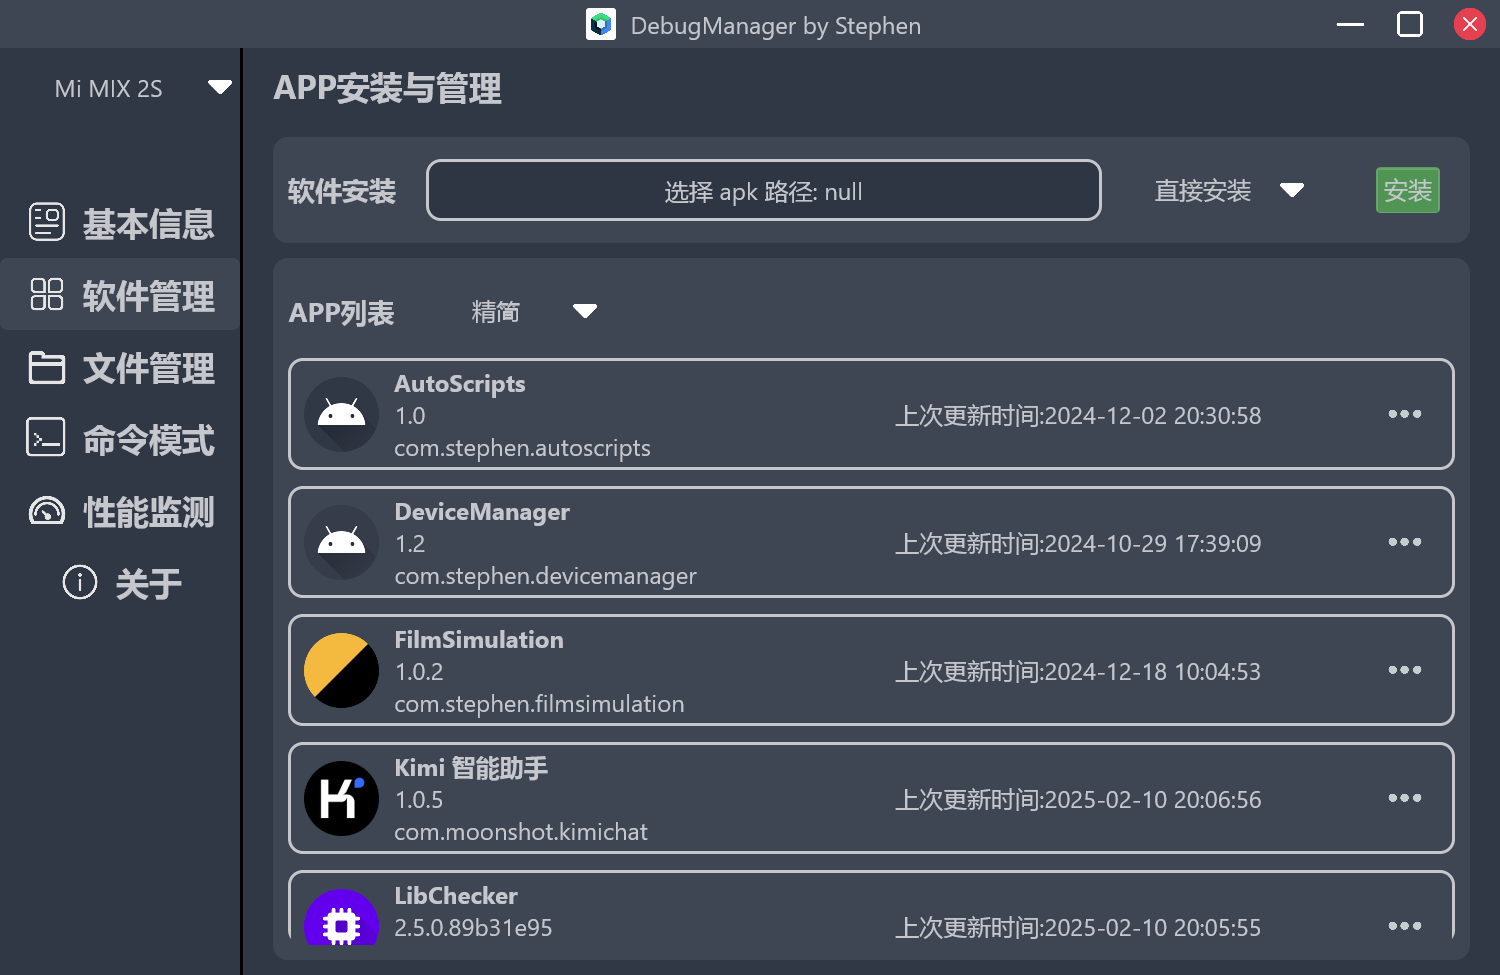 DebugManager by Stephen
Mi MIX 2S
基本信息
软件管理
文件管理
命令模式
性能监测
关于
APP安装与管理
软件安装
选择 apk 路径: null
直接安装
安装
APP列表
精简
AutoScripts
1.0
com.stephen.autoscripts
上次更新时间:2024-12-02 20:30:58
DeviceManager
1.2
com.stephen.devicemanager
上次更新时间:2024-10-29 17:39:09
FilmSimulation
1.0.2
com.stephen.filmsimulation
上次更新时间:2024-12-18 10:04:53
Kimi 智能助手
1.0.5
com.moonshot.kimichat
上次更新时间:2025-02-10 20:06:56
LibChecker
2.5.0.89b31e95
上次更新时间:2025-02-10 20:05:55